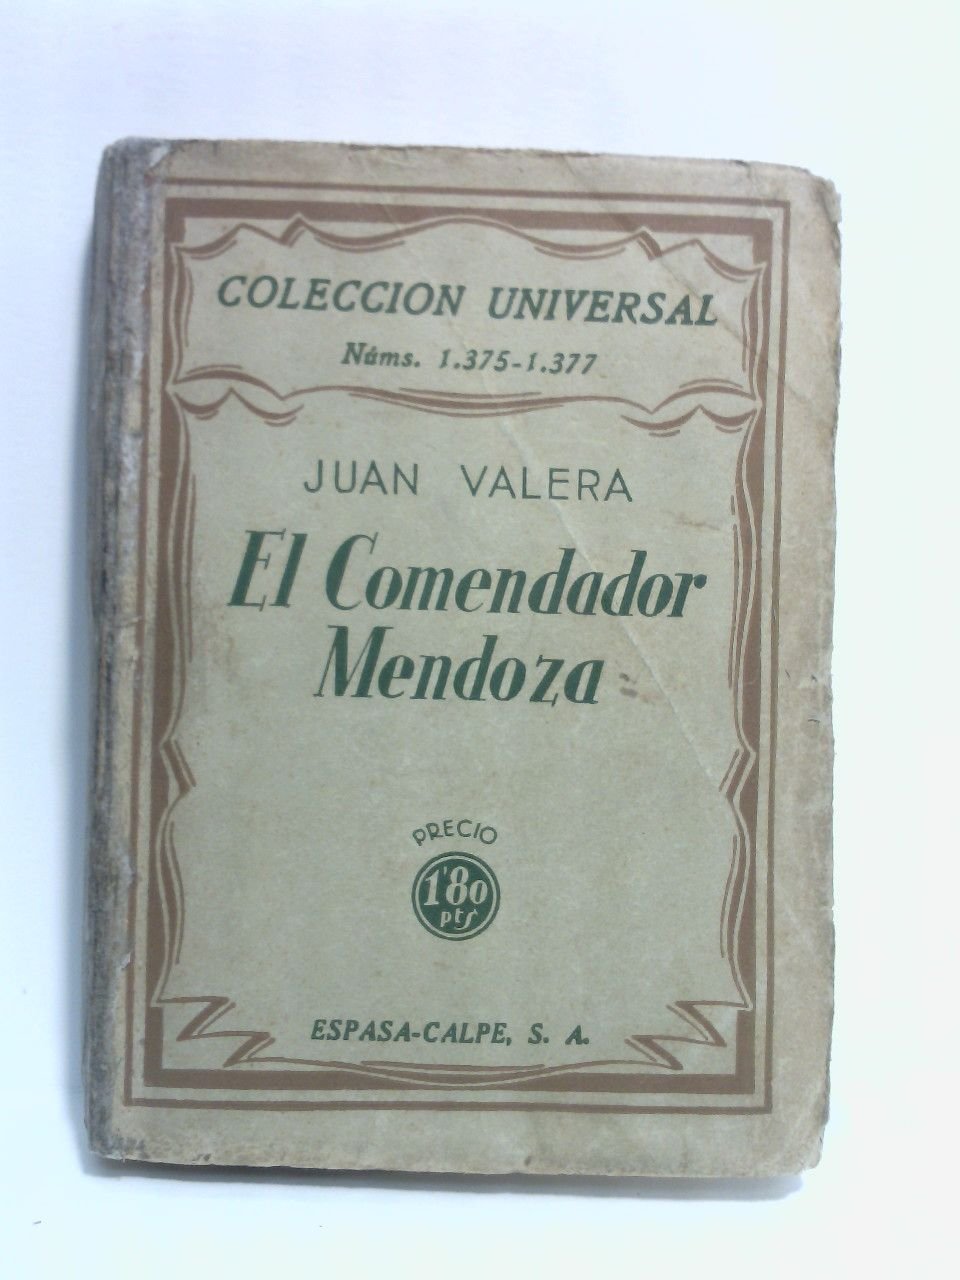 COLECCION UNIVERSAL
Núms. 1.375-1.377
JUAN VALERA
El Comendador
Mendoza
PRECIO
1'80
pts
ESPASA-CALPE, S. A.